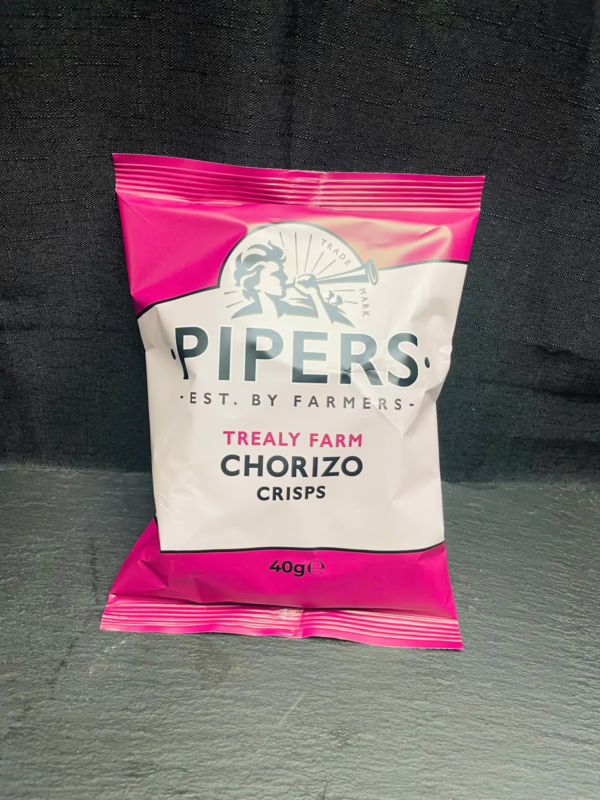 TRADE MARK
·PIPERS·
-EST. BY FARMERS-
TREALY FARM
CHORIZO
CRISPS
40g℮